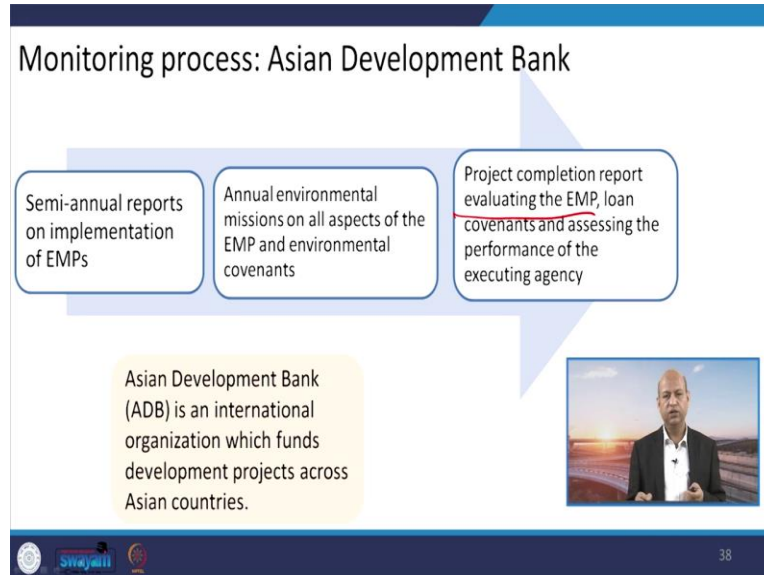 Monitoring process: Asian Development Bank
Semi-annual reports
on implementation
of EMPs
Annual environmental
missions on all aspects of the
EMP and environmental
covenants
Project completion report
evaluating the EMP, loan
covenants and assessing the
performance of the
executing agency
Asian Development Bank
(ADB) is an international
organization which funds
development projects across
Asian countries.
swayam
38